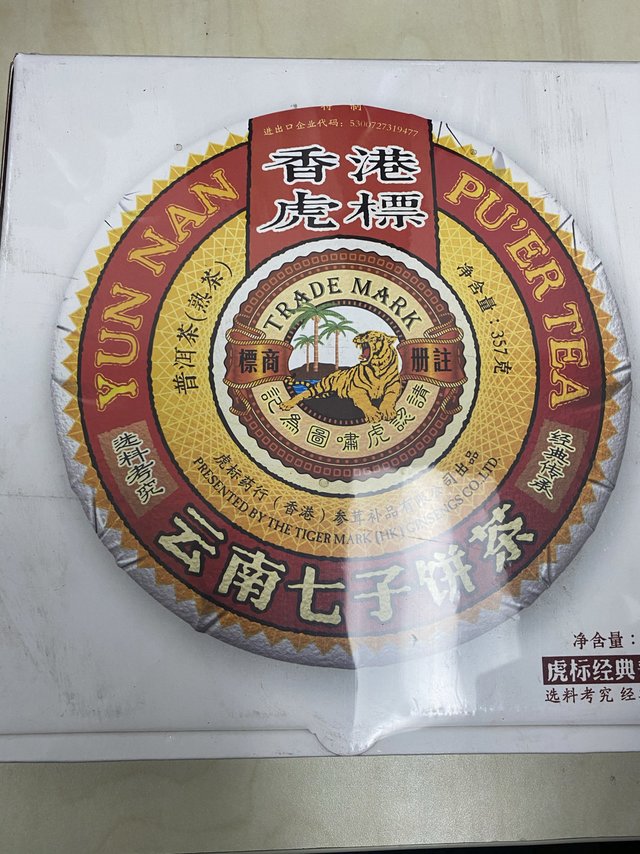 特 制
进出口企业代码：5300727319477
香港
虎標
YUN NAN
PU'ER TEA
普洱茶(熟茶)
净含量：357克
TRADE MARK
註冊
商標
請認虎嘯圖為記
选料考究
经典传承
虎标药行（香港）参茸补品有限公司出品
PRESENTED BY THE TIGER MARK (HK) GINSENGS CO.LTD
云南七子饼茶
净含量：
虎标经典
选料考究 经